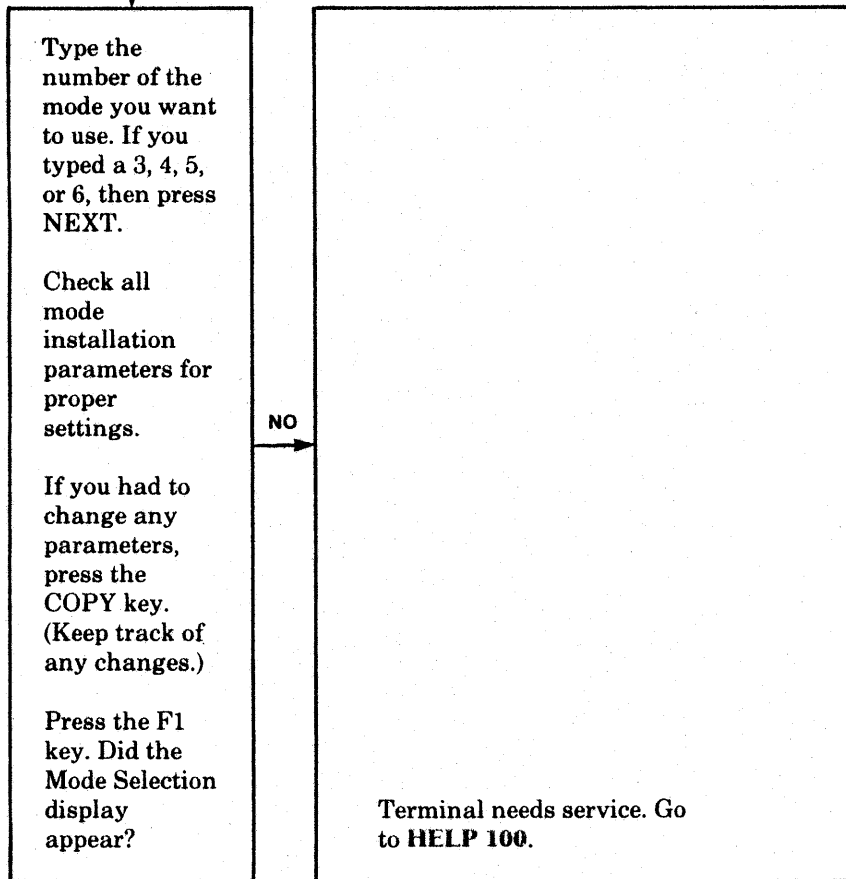 Type the
number of the
mode you want
to use. If you
typed a 3, 4, 5,
or 6, then press
NEXT.
Check all
mode
installation
parameters for
proper
settings.
If you had to
change any
parameters,
press the
COPY key.
(Keep track of
any changes.)
Press the F1
key. Did the
Mode Selection
display
appear?
NO
Terminal needs service. Go
to HELP 100.